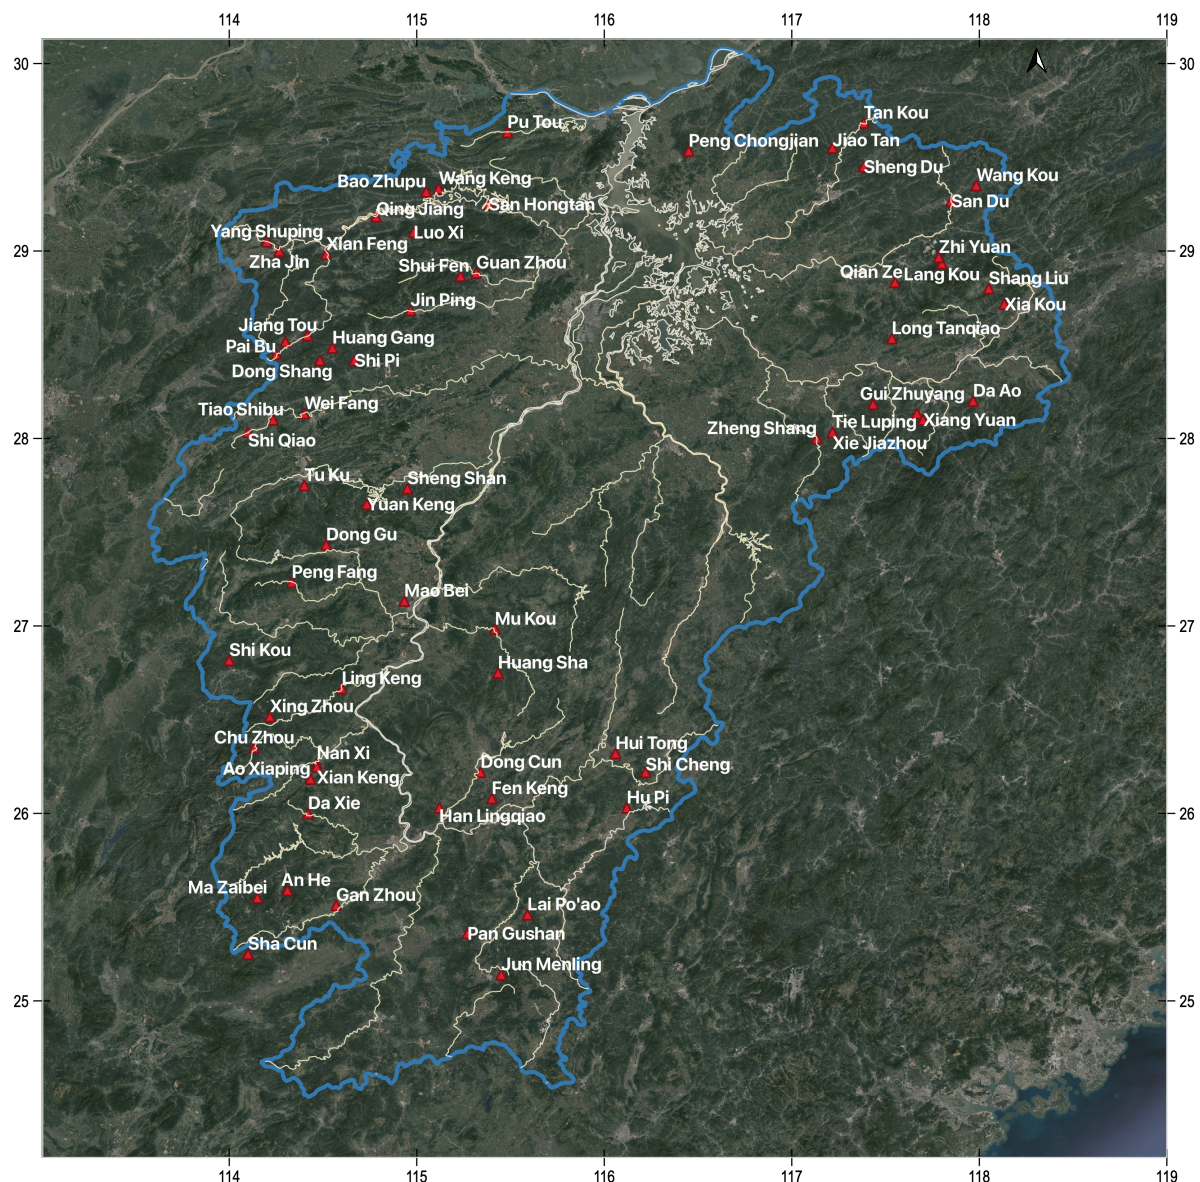 114 115 116 117 118 119
30 30
Pu Tou
Tan Kou
Peng Chongjian
Jiao Tan
Sheng Du
Bao Zhupu
Wang Keng
Wang Kou
San Hongtan
San Du
Qing Jiang
Yang Shuping
Luo Xi
29 29
Xian Feng
Zhi Yuan
Zha Jin
Shui Fen
Guan Zhou
Qian Ze
Lang Kou
Shang Liu
Jin Ping
Xia Kou
Jiang Tou
Long Tanqiao
Huang Gang
Pai Bu
Shi Pi
Dong Shang
Gui Zhuyang
Da Ao
Tiao Shibu
Wei Fang
Tie Luping
Xiang Yuan
Zheng Shang
28 28
Shi Qiao
Xie Jiazhou
Tu Ku
Sheng Shan
Yuan Keng
Dong Gu
Peng Fang
Mao Bei
27 27
Mu Kou
Shi Kou
Huang Sha
Ling Keng
Xing Zhou
Chu Zhou
Hui Tong
Nan Xi
Dong Cun
Shi Cheng
Ao Xiaping
Xian Keng
Fen Keng
Hu Pi
Da Xie
26 26
Han Lingqiao
An He
Ma Zaibei
Gan Zhou
Lai Po'ao
Pan Gushan
Sha Cun
Jun Menling
25 25
114 115 116 117 118 119